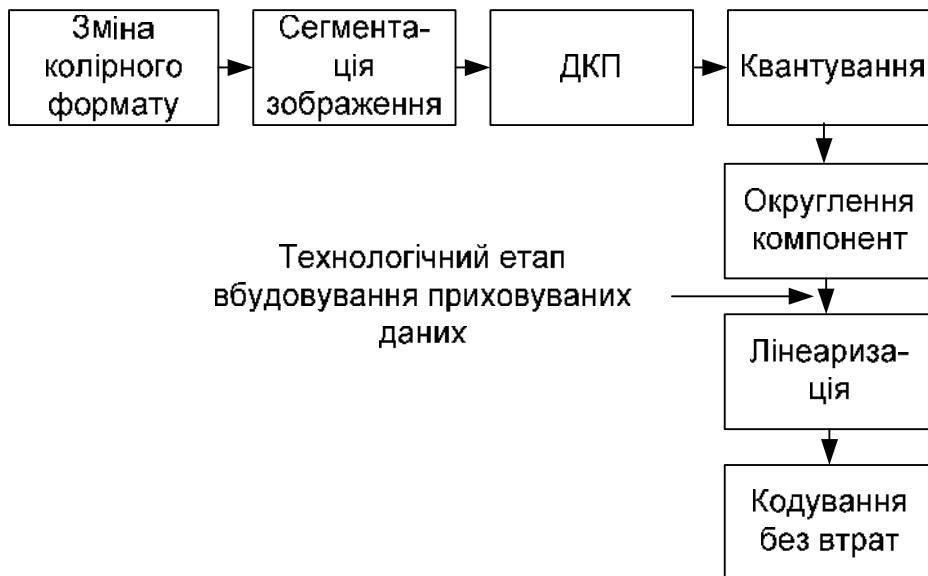 Зміна
колірного
формату
Сегмента-
ція
зображення
ДКП
Квантування
Округлення
компонент
Технологічний етап
вбудовування приховуваних
даних
Лінеариза-
ція
Кодування
без втрат